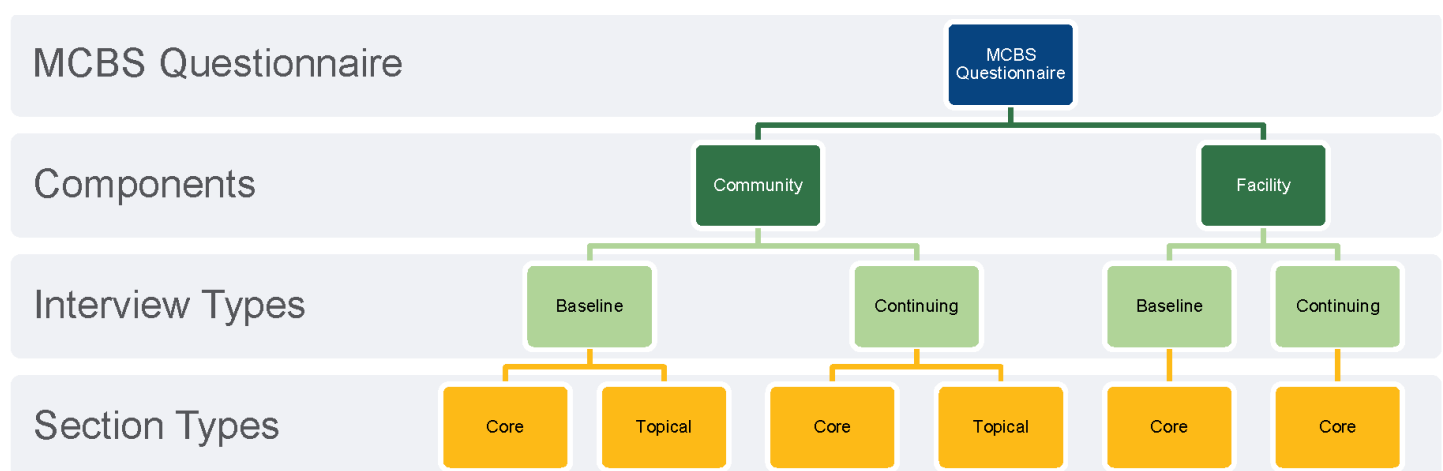 MCBS Questionnaire
MCBS
Questionnaire
Components
Community
Facility
Interview Types
Baseline
Continuing
Baseline
Continuing
Section Types
Core
Topical
Core
Topical
Core
Core